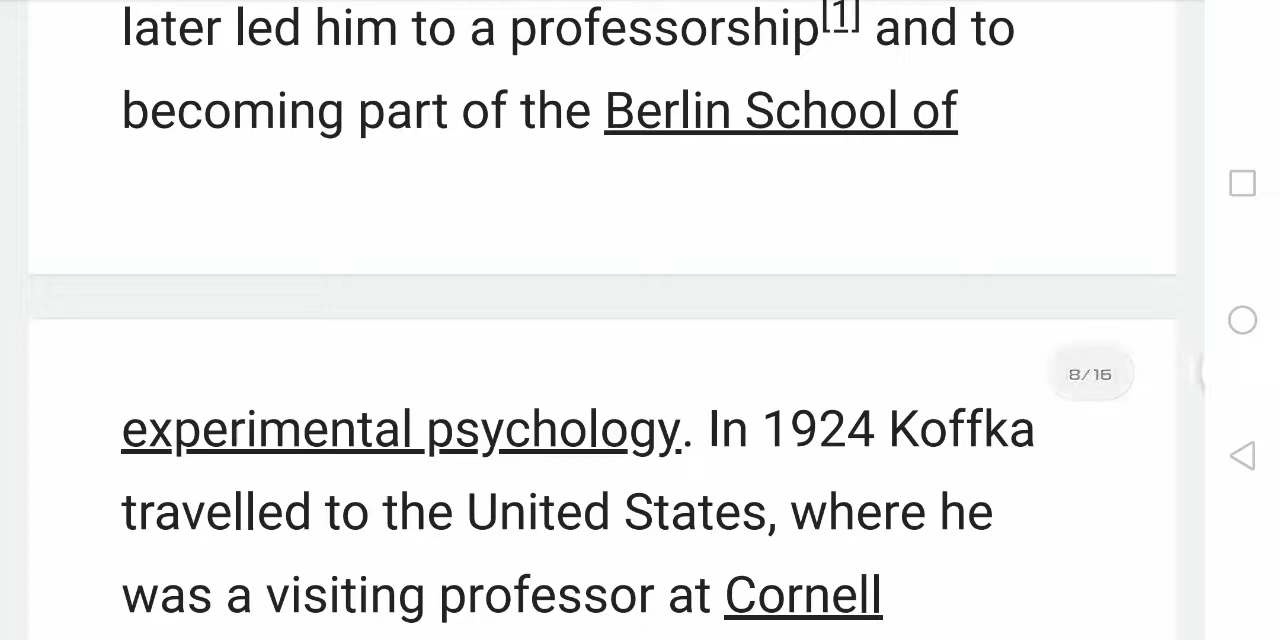 later led him to a professorship[1] and to
becoming part of the Berlin School of
8/16
experimental psychology. In 1924 Koffka
travelled to the United States, where he
was a visiting professor at Cornell